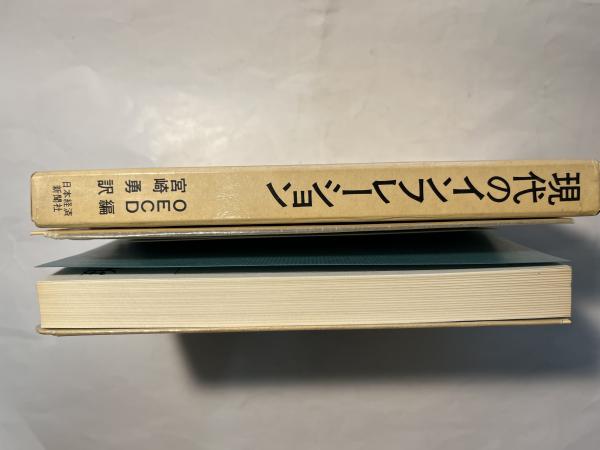 現代のインフレーション
OECD編
宮崎勇訳
日本経済
新聞社